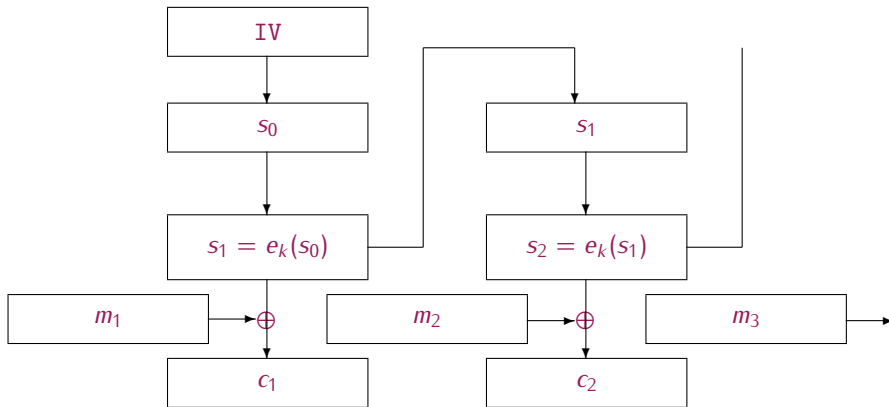 IV
s₀
s₁
s₁ = eₖ(s₀)
s₂ = eₖ(s₁)
m₁
⊕
m₂
⊕
m₃
c₁
c₂